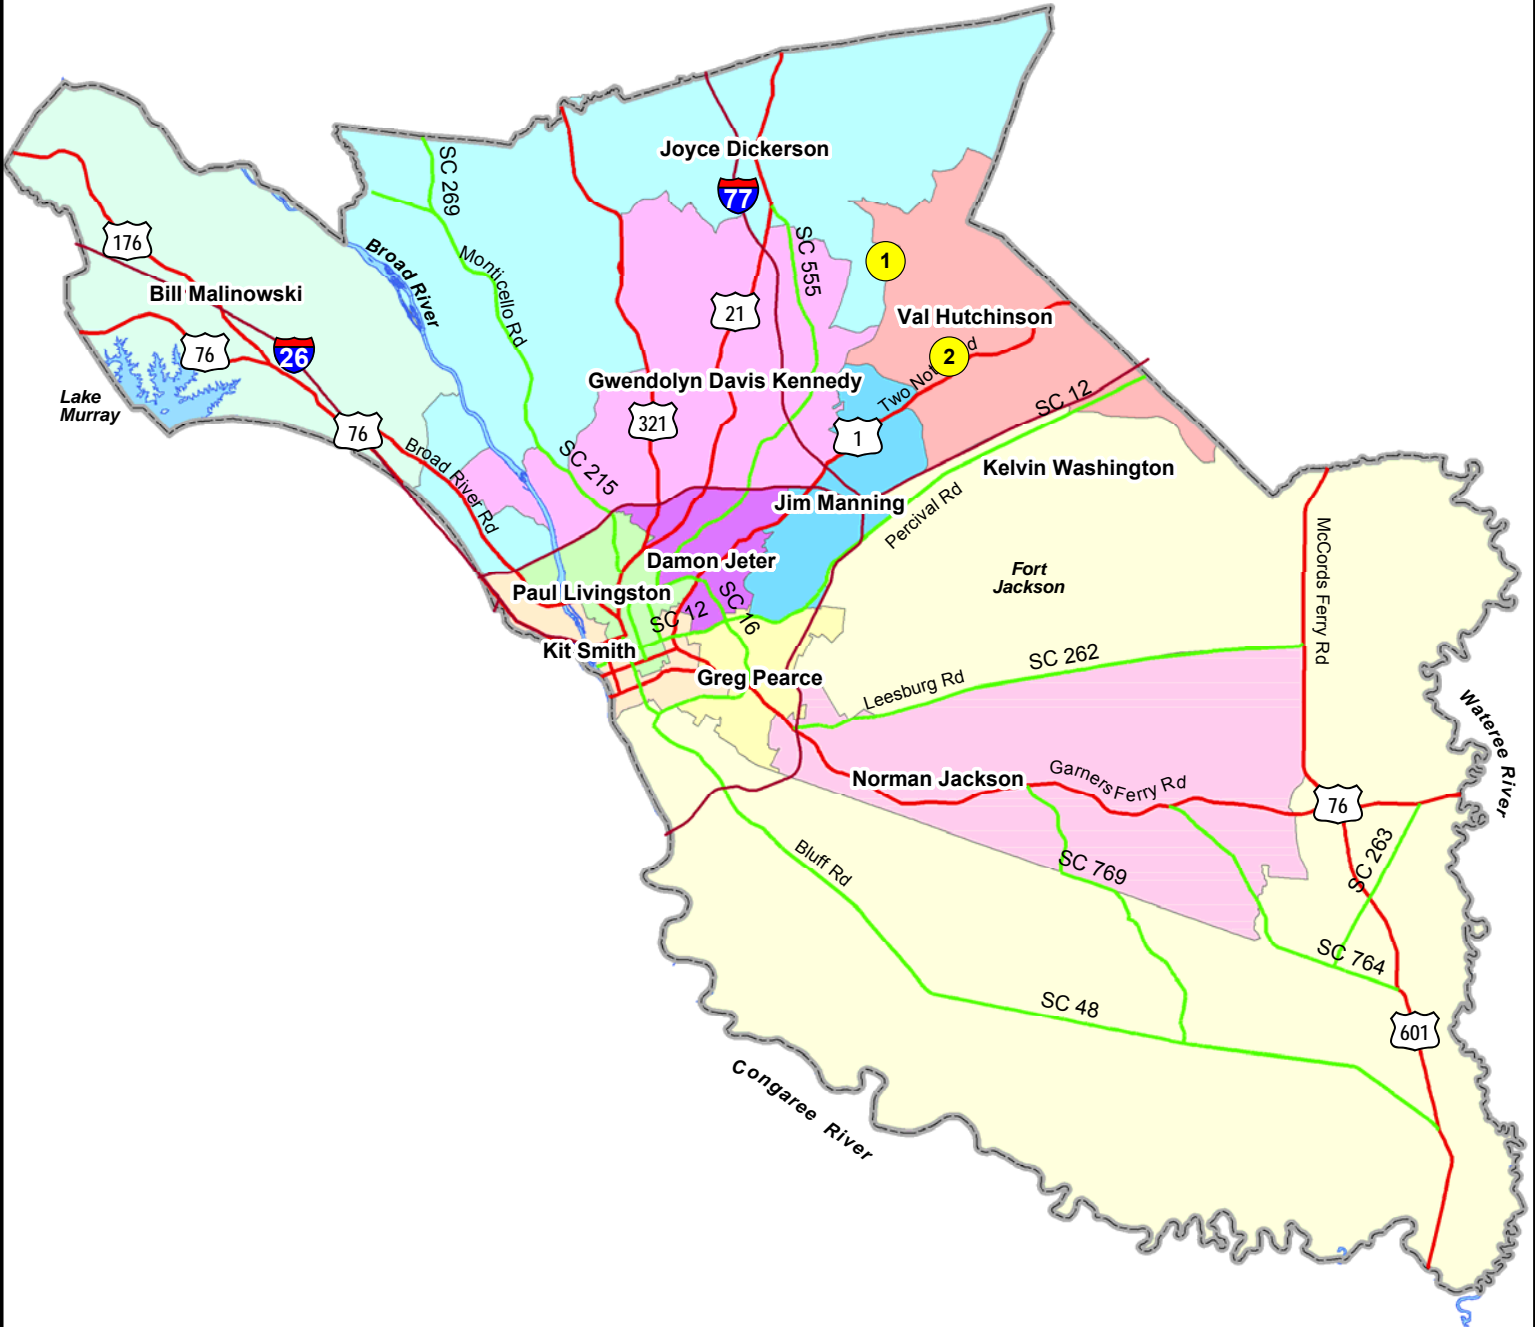 Joyce Dickerson
SC 269
77
176
Broad River
Monticello Rd
SC 555
1
Bill Malinowski
21
Val Hutchinson
76
26
2
Two Not
d
Gwendolyn Davis Kennedy
Lake
Murray
SC 12
321
76
1
Broad River Rd
SC 215
Kelvin Washington
Jim Manning
Percival Rd
McCords Ferry Rd
Damon Jeter
Fort
Jackson
Paul Livingston
SC 16
SC 12
Kit Smith
SC 262
Greg Pearce
Leesburg Rd
Wateree River
Norman Jackson
Garners Ferry Rd
76
Bluff Rd
SC 769
SC 263
SC 764
SC 48
601
Congaree River